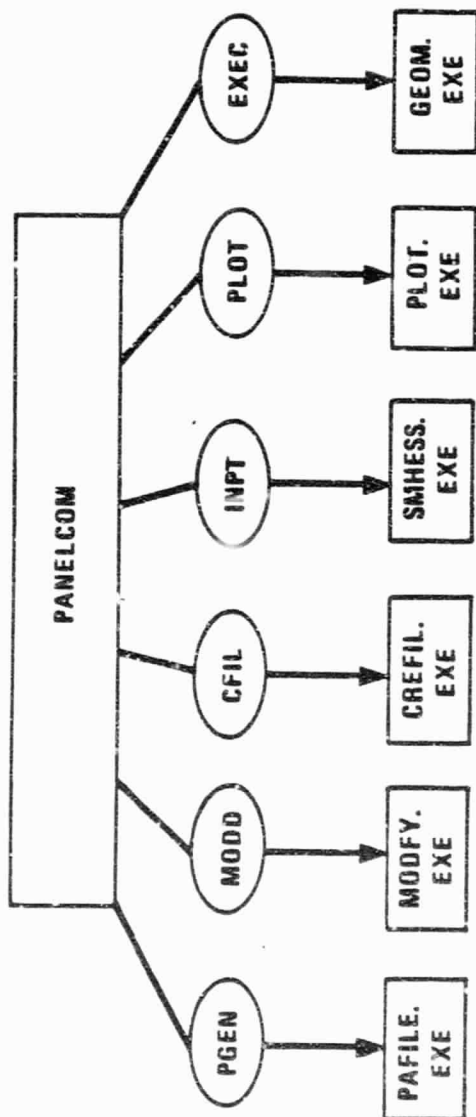 PANELCOM
PGEN
MODD
CFIL
INPT
PLOT
EXEC
PAFILE.
EXE
MODFY.
EXE
CREFIL.
EXE
SMHESS.
EXE
PLOT.
EXE
GEOM.
EXE